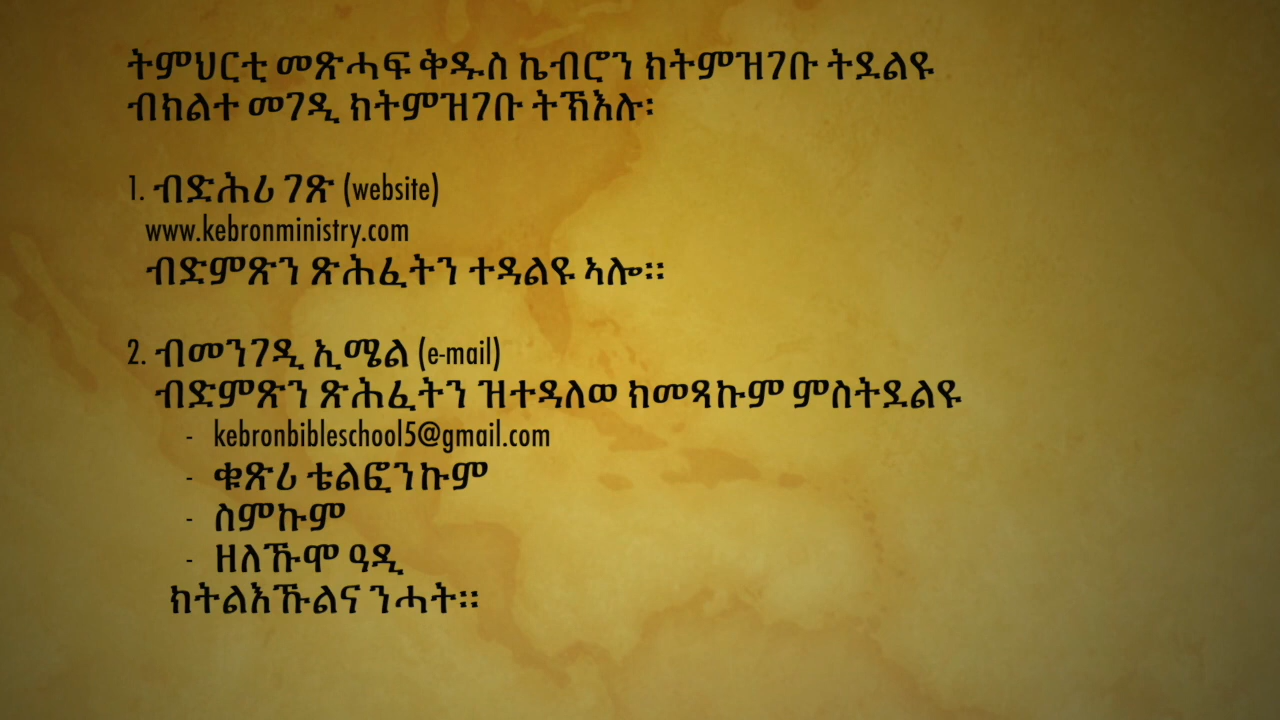 ትምህርቲ መጽሓፍ ቅዱስ ኬብሮን ክትምዝገቡ ትደልዩ
ብክልተ መገዲ ክትምዝገቡ ትኽእሉ፡
1. ብድሕሪ ገጽ (website)
www.kebronministry.com
ብድምጽን ጽሕፈትን ተዳልዩ ኣሎ።
2. ብመንገዲ ኢሜል (e-mail)
ብድምጽን ጽሕፈትን ዝተዳለወ ክመጻኩም ምስትደልዩ
- kebronbibleschool5@gmail.com
- ቁጽሪ ቴልፎንኩም
- ስምኩም
- ዘለኹሞ ዓዲ
ክትልእኹልና ንሓት።